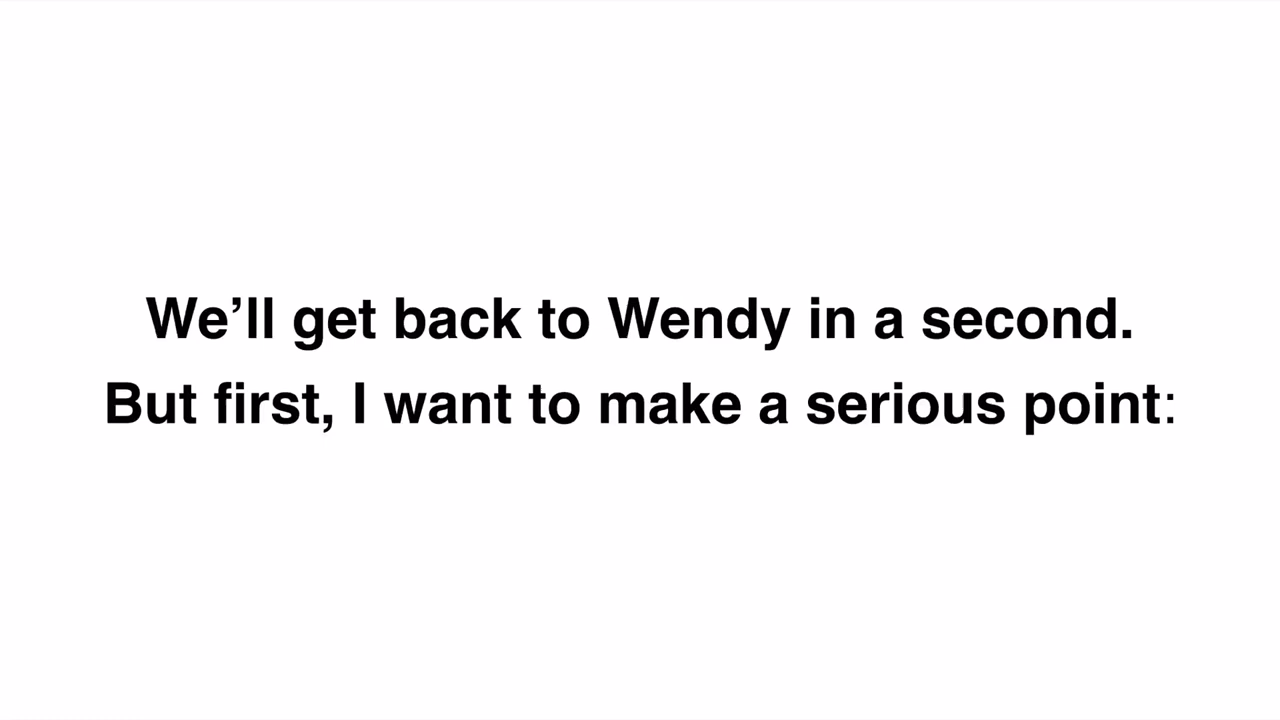 We’ll get back to Wendy in a second.
But first, I want to make a serious point: